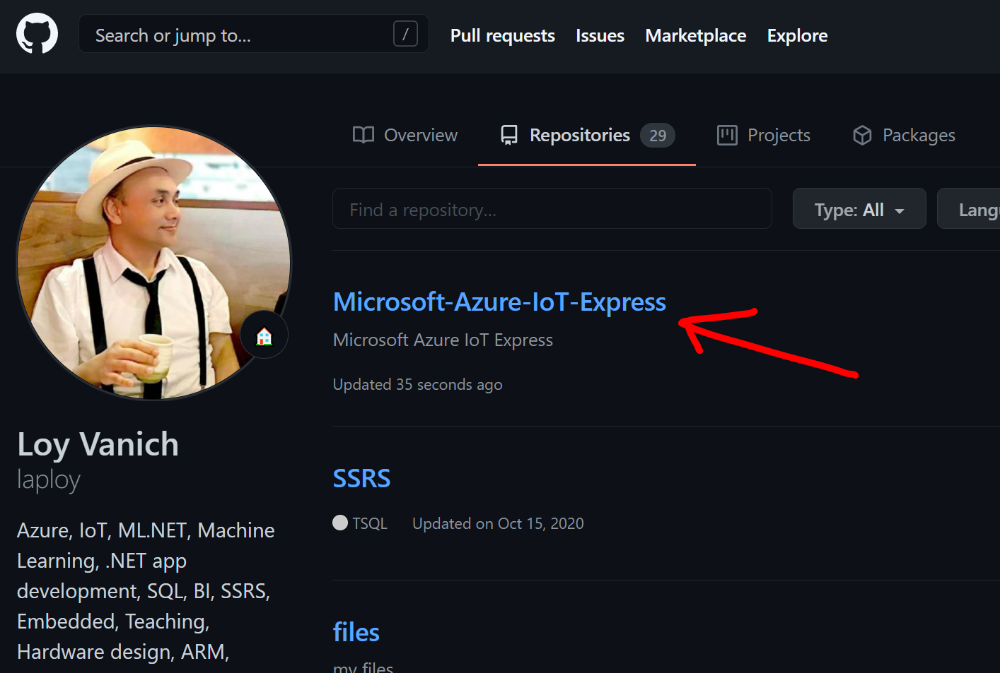 Search or jump to... /
Pull requests Issues Marketplace Explore
Overview Repositories 29 Projects Packages
Find a repository... Type: All Langu
Microsoft-Azure-IoT-Express
Microsoft Azure IoT Express
Updated 35 seconds ago
SSRS
TSQL Updated on Oct 15, 2020
files
my files
Loy Vanich
laploy
Azure, IoT, ML.NET, Machine
Learning, .NET app
development, SQL, BI, SSRS,
Embedded, Teaching,
Hardware design, ARM,